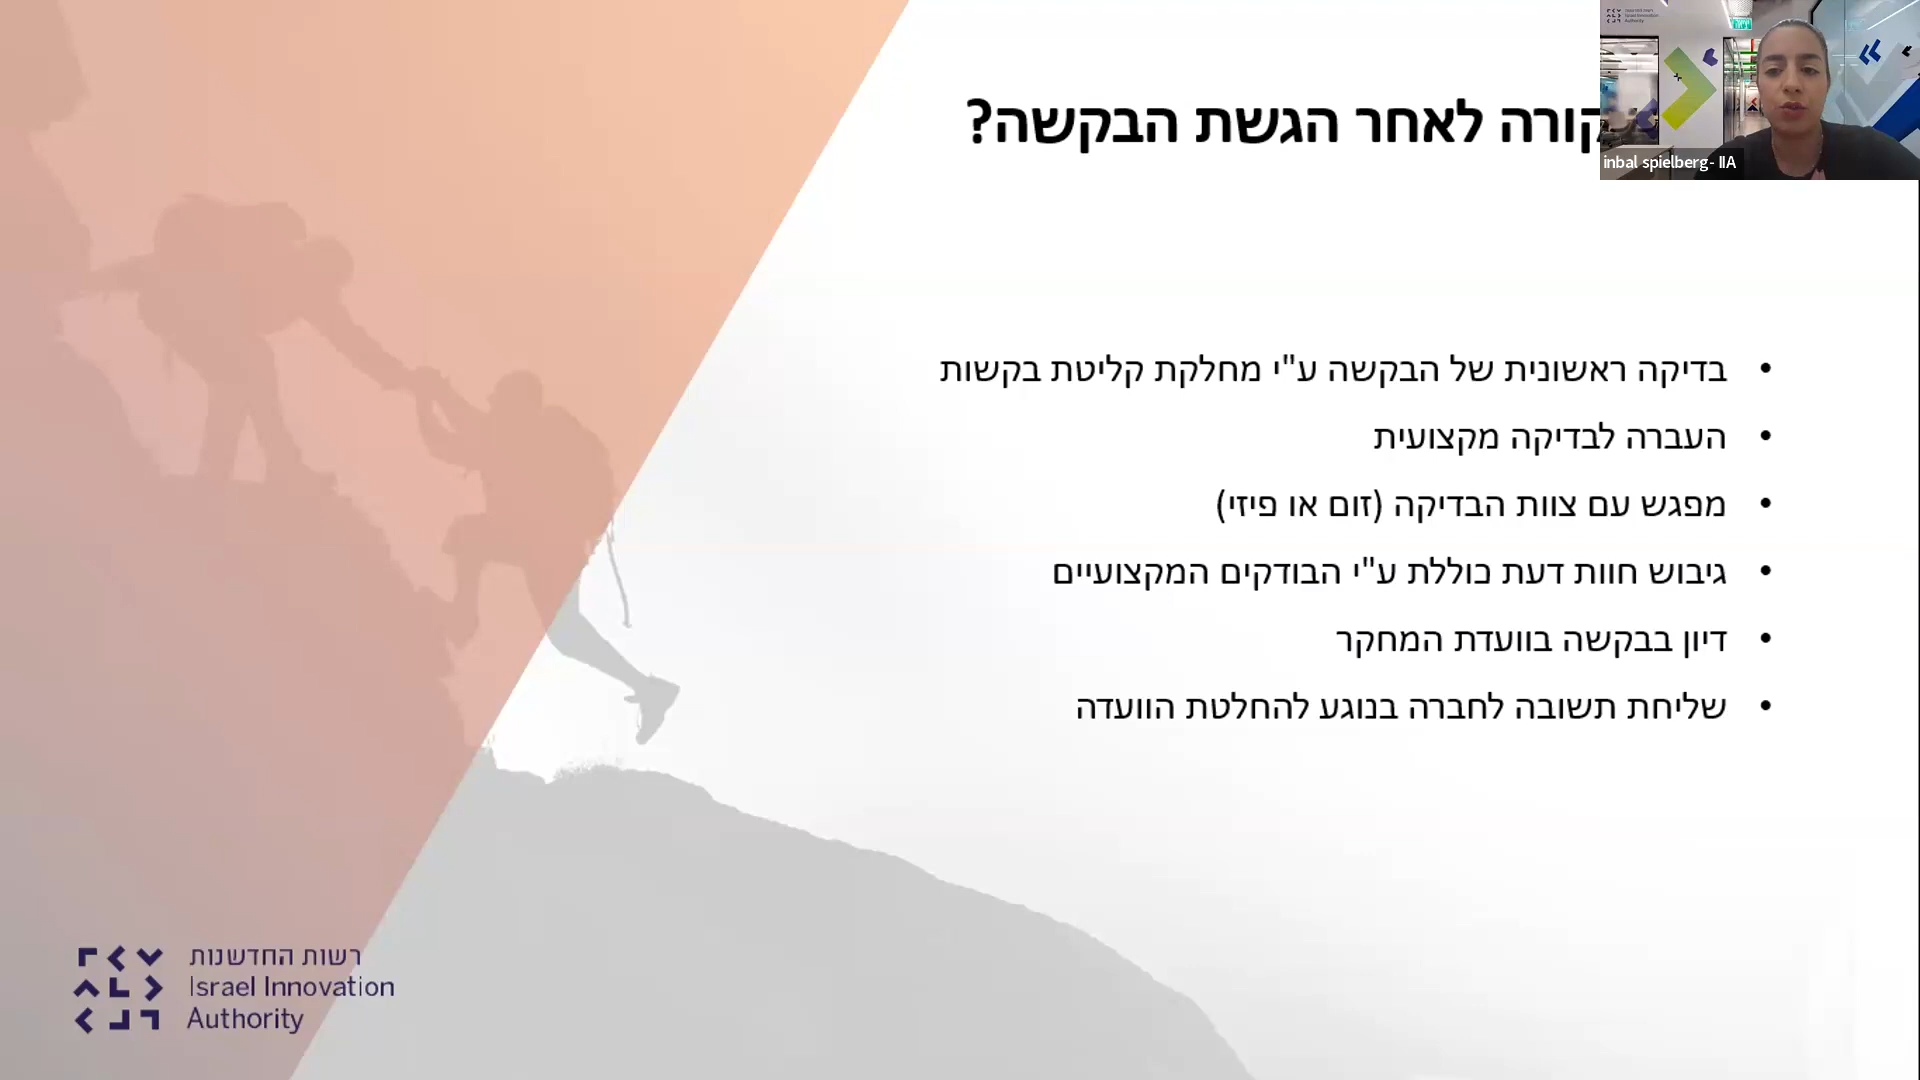 קורה לאחר הגשת הבקשה?
inbal spielberg- IIA
• בדיקה ראשונית של הבקשה ע"י מחלקת קליטת בקשות
• העברה לבדיקה מקצועית
• מפגש עם צוות הבדיקה (זום או פיזי)
• גיבוש חוות דעת כוללת ע"י הבודקים המקצועיים
• דיון בבקשה בוועדת המחקר
• שליחת תשובה לחברה בנוגע להחלטת הוועדה
רשות החדשנות
Israel Innovation
Authority